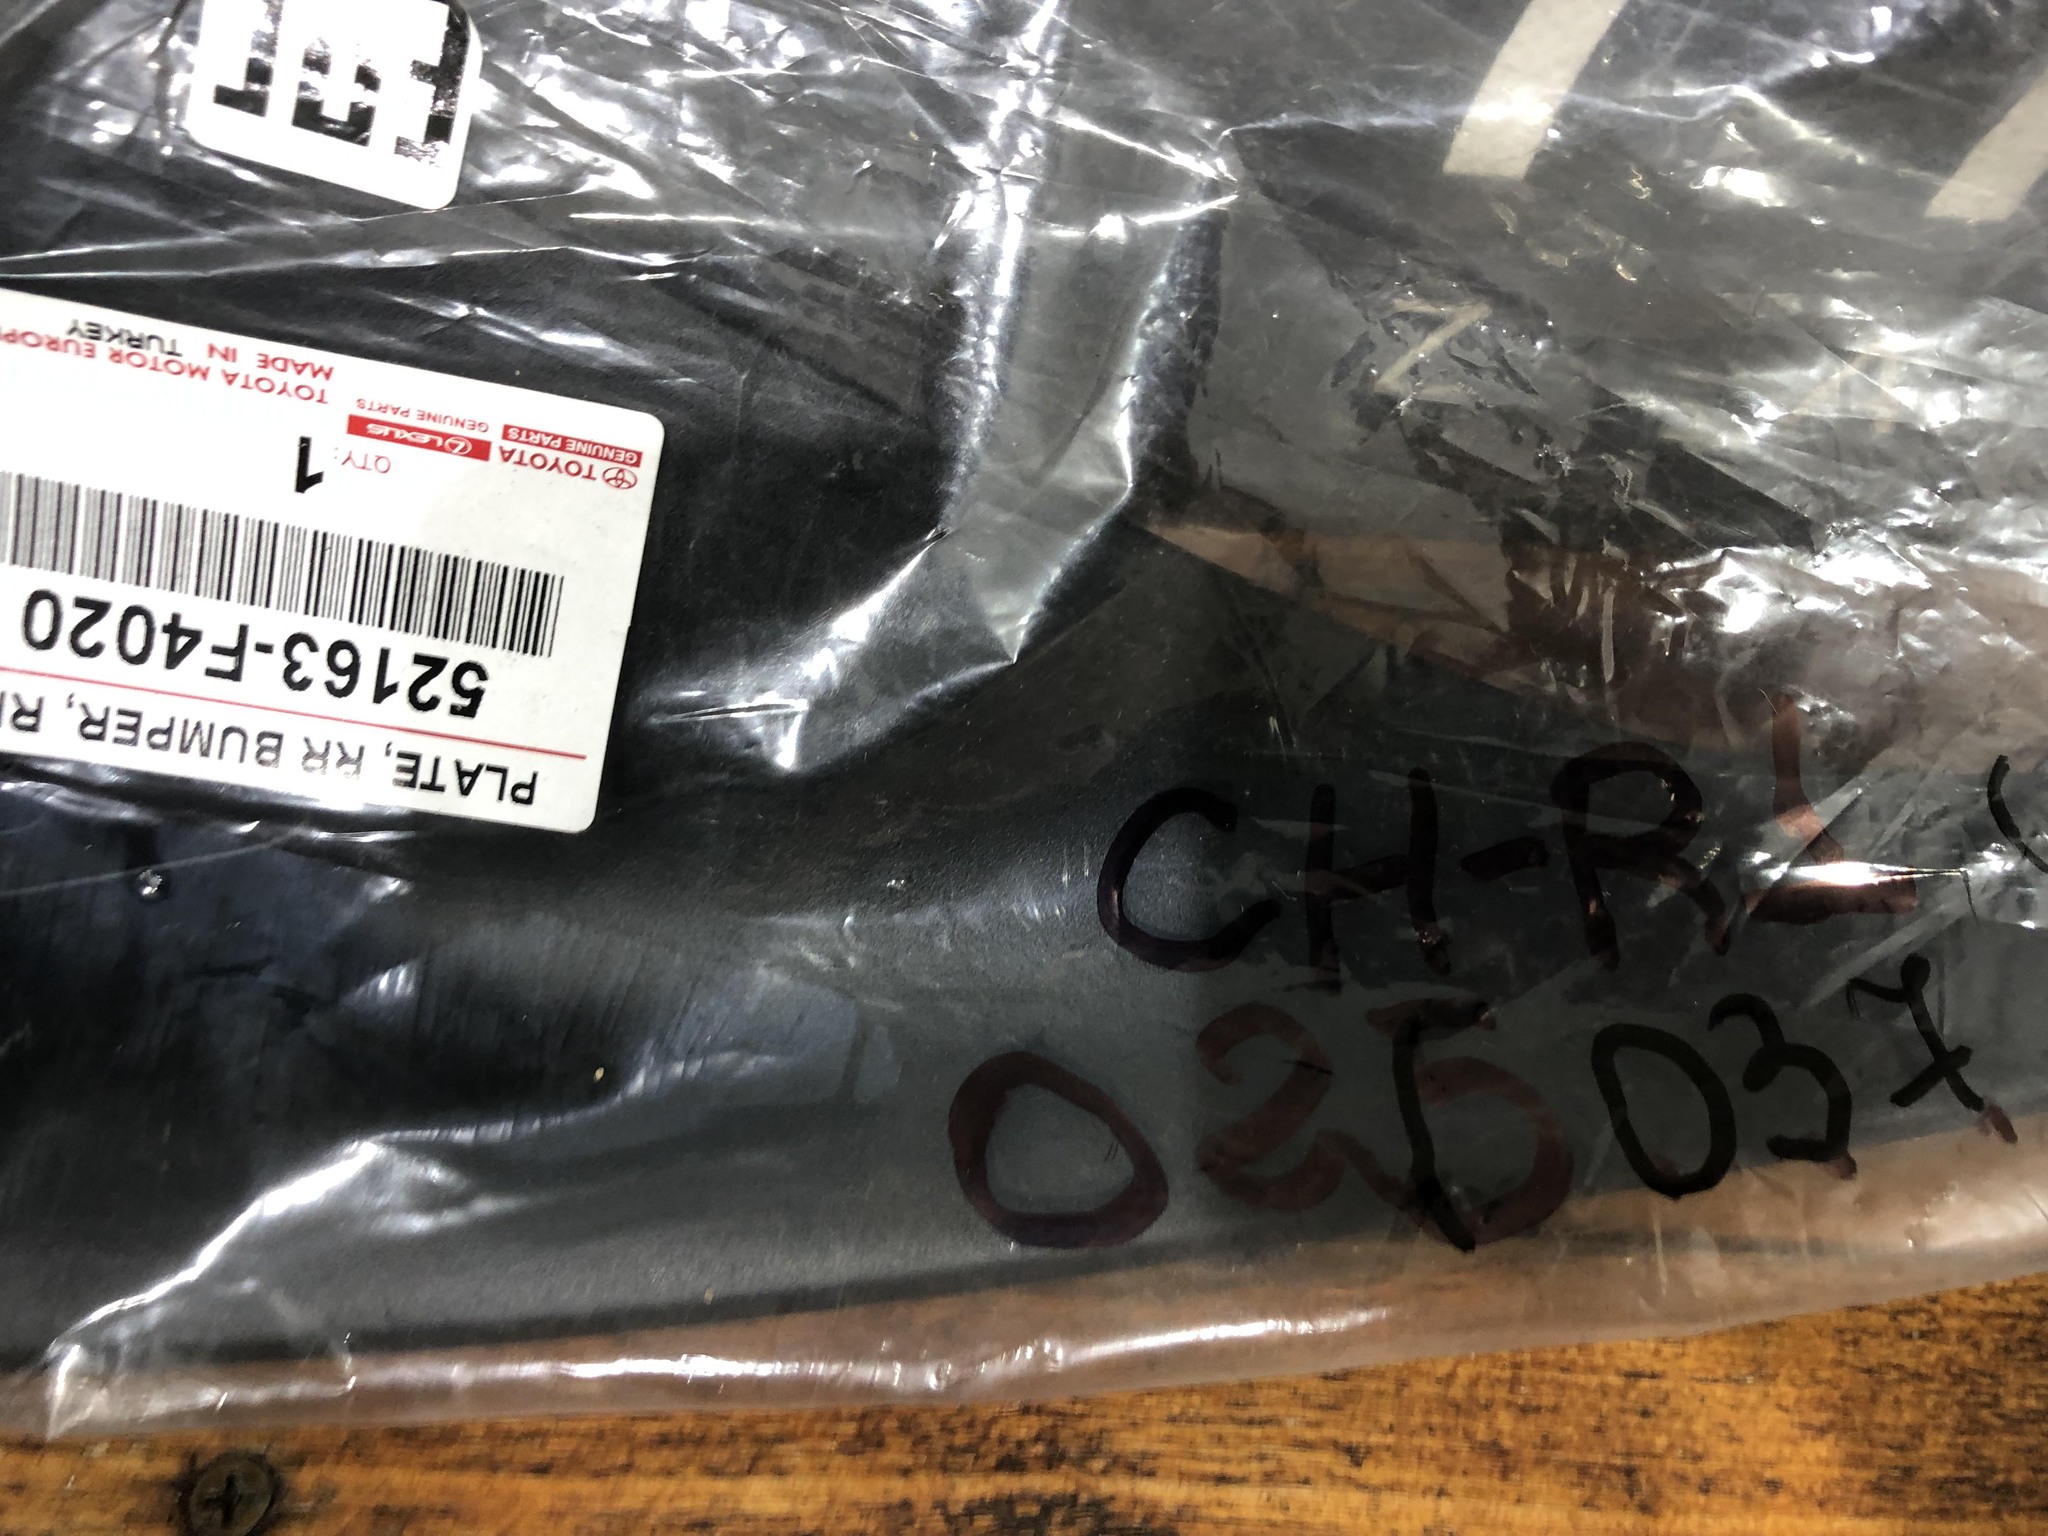 PLATE, RR BUMPER, R
52163-F4020
QTY: 1
TOYOTA
GENUINE PARTS
LEXUS
GENUINE PARTS
TOYOTA MOTOR EUROP
MADE IN TURKEY
CH-R
025037